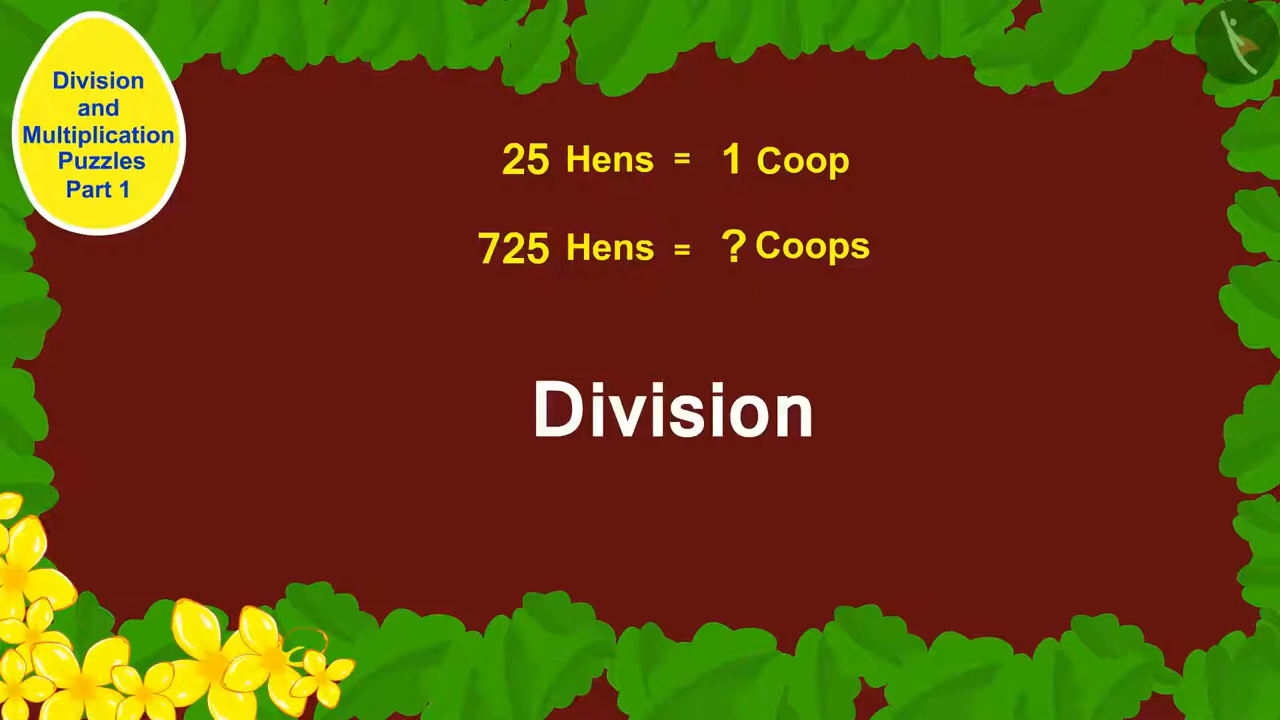 Division
and
Multiplication
Puzzles
Part 1
25 Hens = 1 Coop
725 Hens = ? Coops
Division